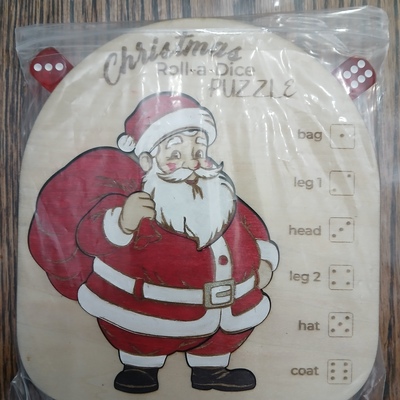 Christmas
Roll-a-Dice
PUZZLE
bag
leg 1
head
leg 2
hat
coat